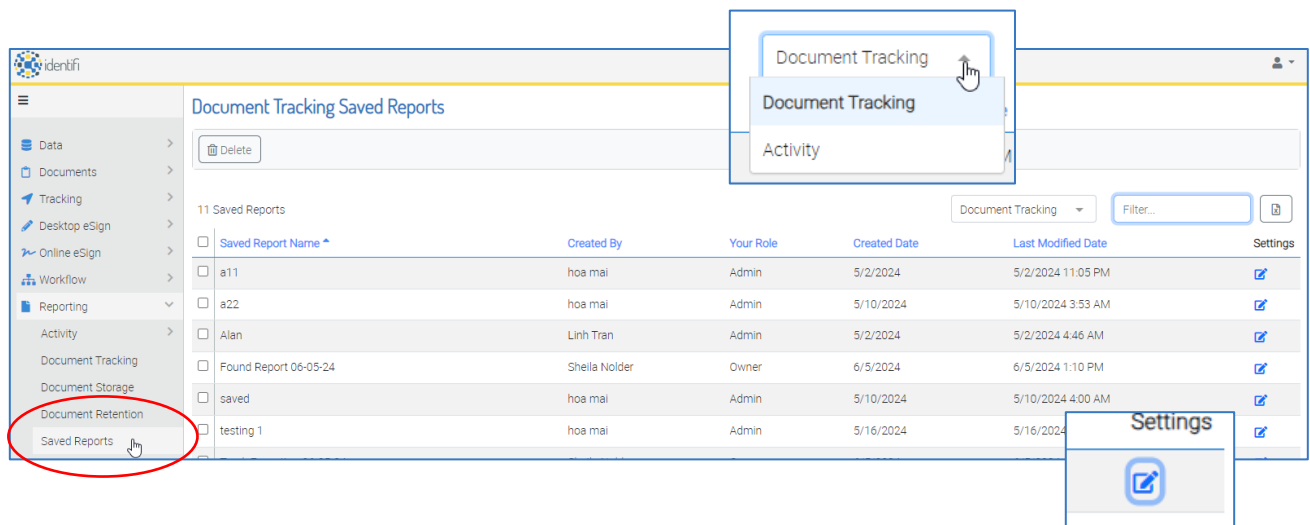 Document Tracking
Document Tracking
Activity
identifi
Document Tracking Saved Reports
Delete
Data
Documents
Tracking
Desktop eSign
Online eSign
Workflow
Reporting
Activity
Document Tracking
Document Storage
Document Retention
Saved Reports
11 Saved Reports Document Tracking Filter...
Saved Report Name Created By Your Role Created Date Last Modified Date Settings
a11 hoa mai Admin 5/2/2024 5/2/2024 11:05 PM
a22 hoa mai Admin 5/10/2024 5/10/2024 3:53 AM
Alan Linh Tran Admin 5/2/2024 5/2/2024 4:46 AM
Found Report 06-05-24 Sheila Nolder Owner 6/5/2024 6/5/2024 1:10 PM
saved hoa mai Admin 5/10/2024 5/10/2024 4:00 AM
testing 1 hoa mai Admin 5/16/2024 5/16/2024
Settings